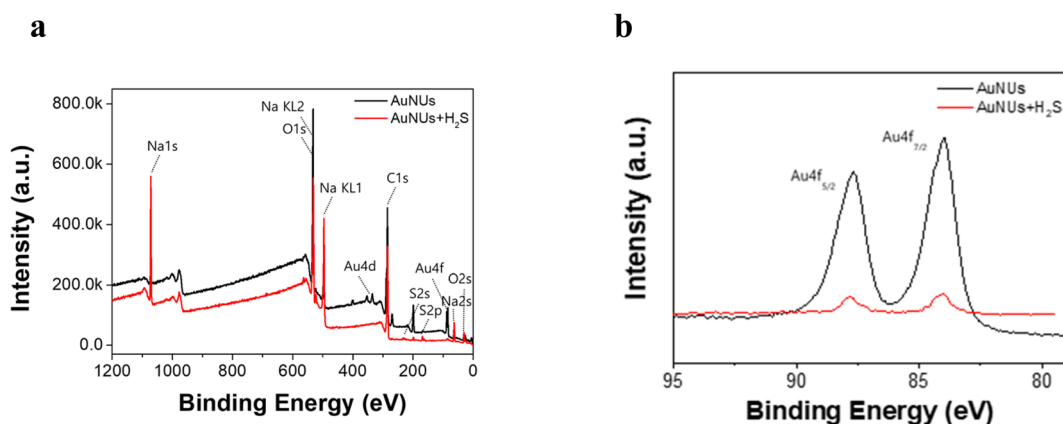 a
b
800.0k
600.0k
400.0k
200.0k
0.0
Intensity (a.u.)
AuNUs
AuNUs+H₂S
Na KL2
O1s
Na1s
Na KL1
C1s
Au4d
Au4f
O2s
S2s
Na2s
S2p
1200 1000 800 600 400 200 0
Binding Energy (eV)
Intensity (a.u.)
AuNUs
AuNUs+H₂S
Au4f7/2
Au4f5/2
95 90 85 80
Binding Energy (eV)